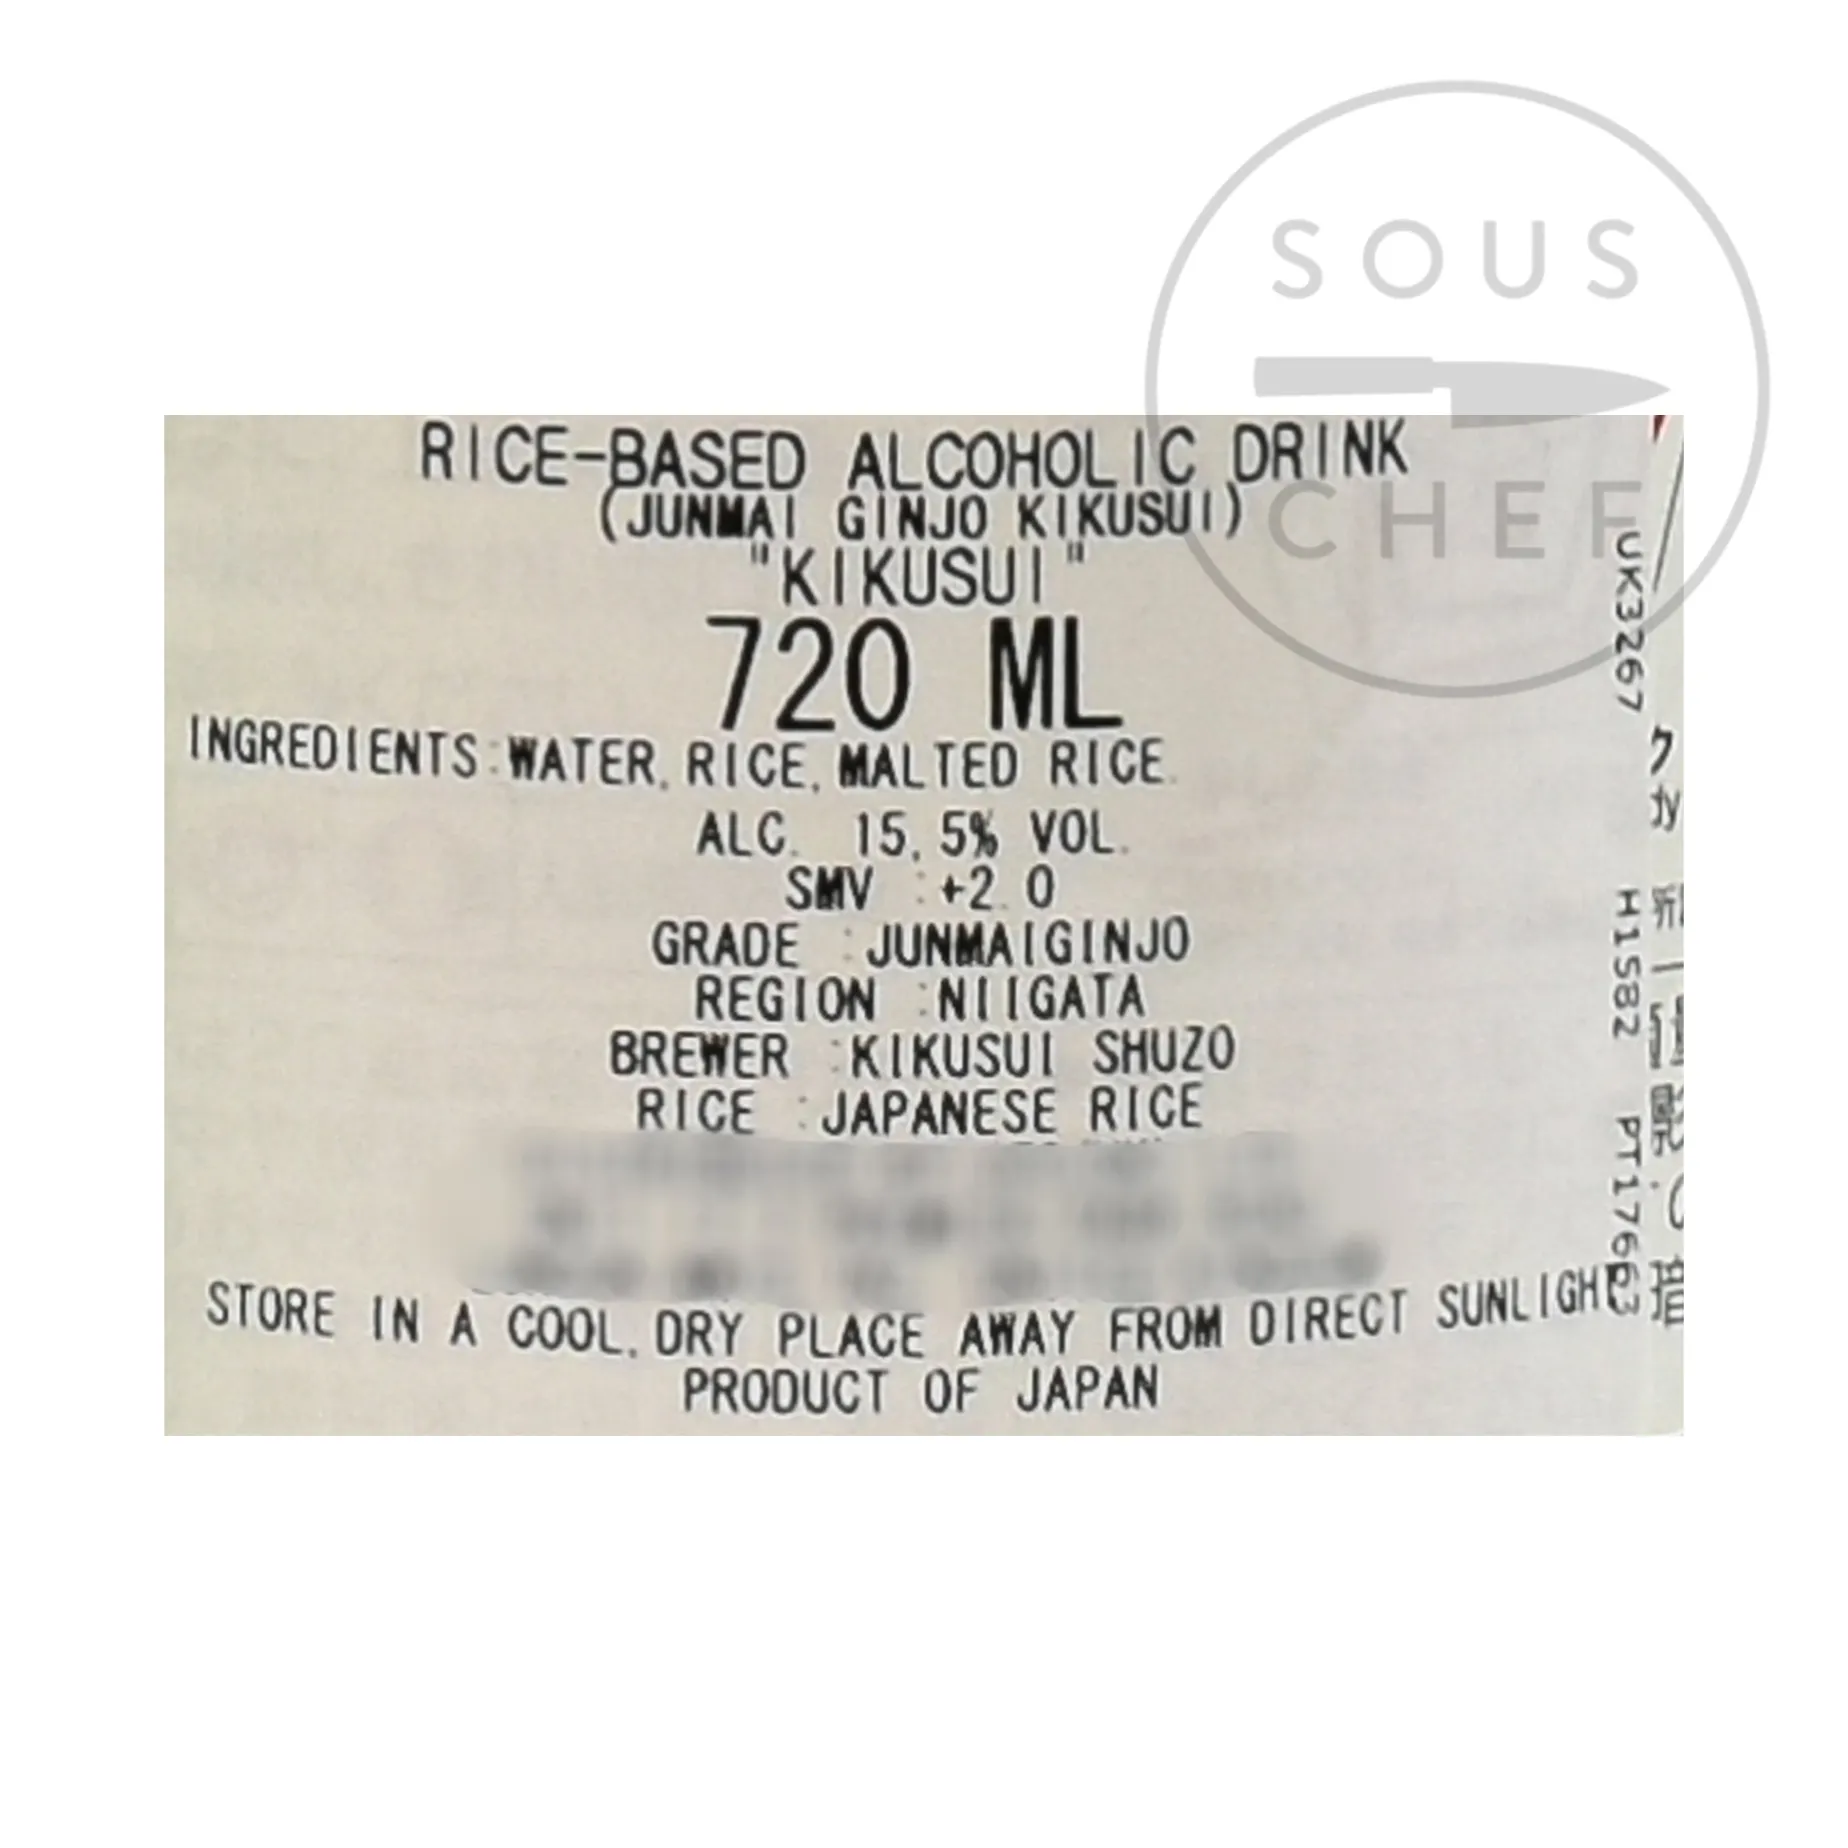 SOUS
CHEF
RICE-BASED ALCOHOLIC DRINK
(JUNMAI GINJO KIKUSUI)
"KIKUSUI"
720 ML
INGREDIENTS:WATER,RICE,MALTED RICE.
ALC. 15.5% VOL.
SMV :+2.0
GRADE :JUNMAIGINJO
REGION :NIIGATA
BREWER :KIKUSUI SHUZO
RICE :JAPANESE RICE
STORE IN A COOL,DRY PLACE AWAY FROM DIRECT SUNLIGHT
PRODUCT OF JAPAN
UK3267 H1582 PT17663